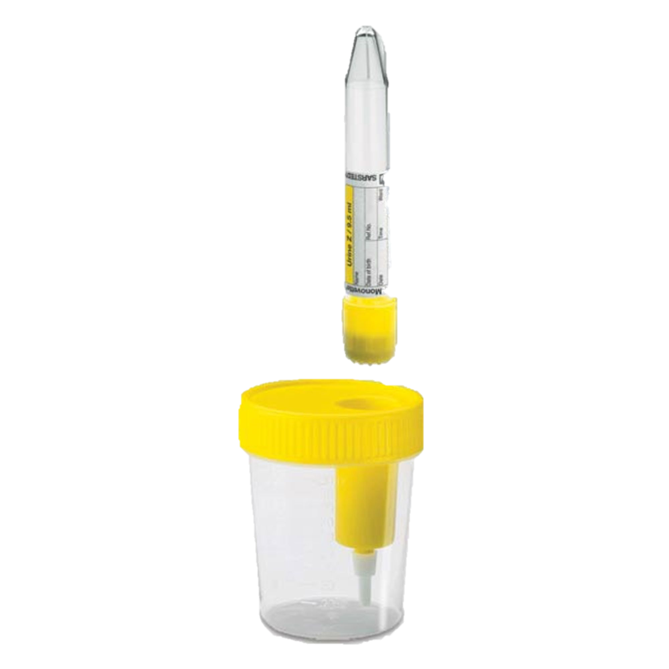 SARSTEDT
Urine Z / 9.5 ml
Name
Date of birth
Ref. No.
Date
Time
Monovette